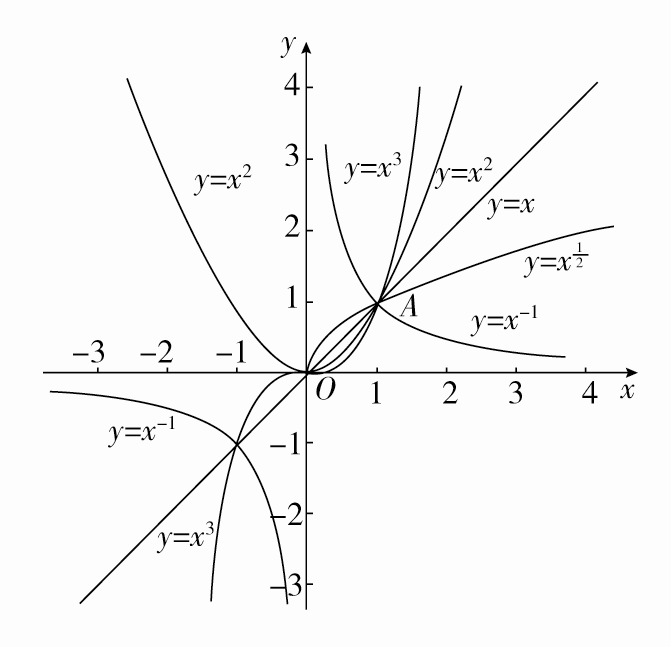 y
4
3
y=x³
y=x²
y=x²
y=x
2
y=x^{\frac{1}{2}}
1
A
y=x⁻¹
−3 −2 −1
O 1 2 3 4 x
y=x⁻¹
−1
−2
y=x³
−3